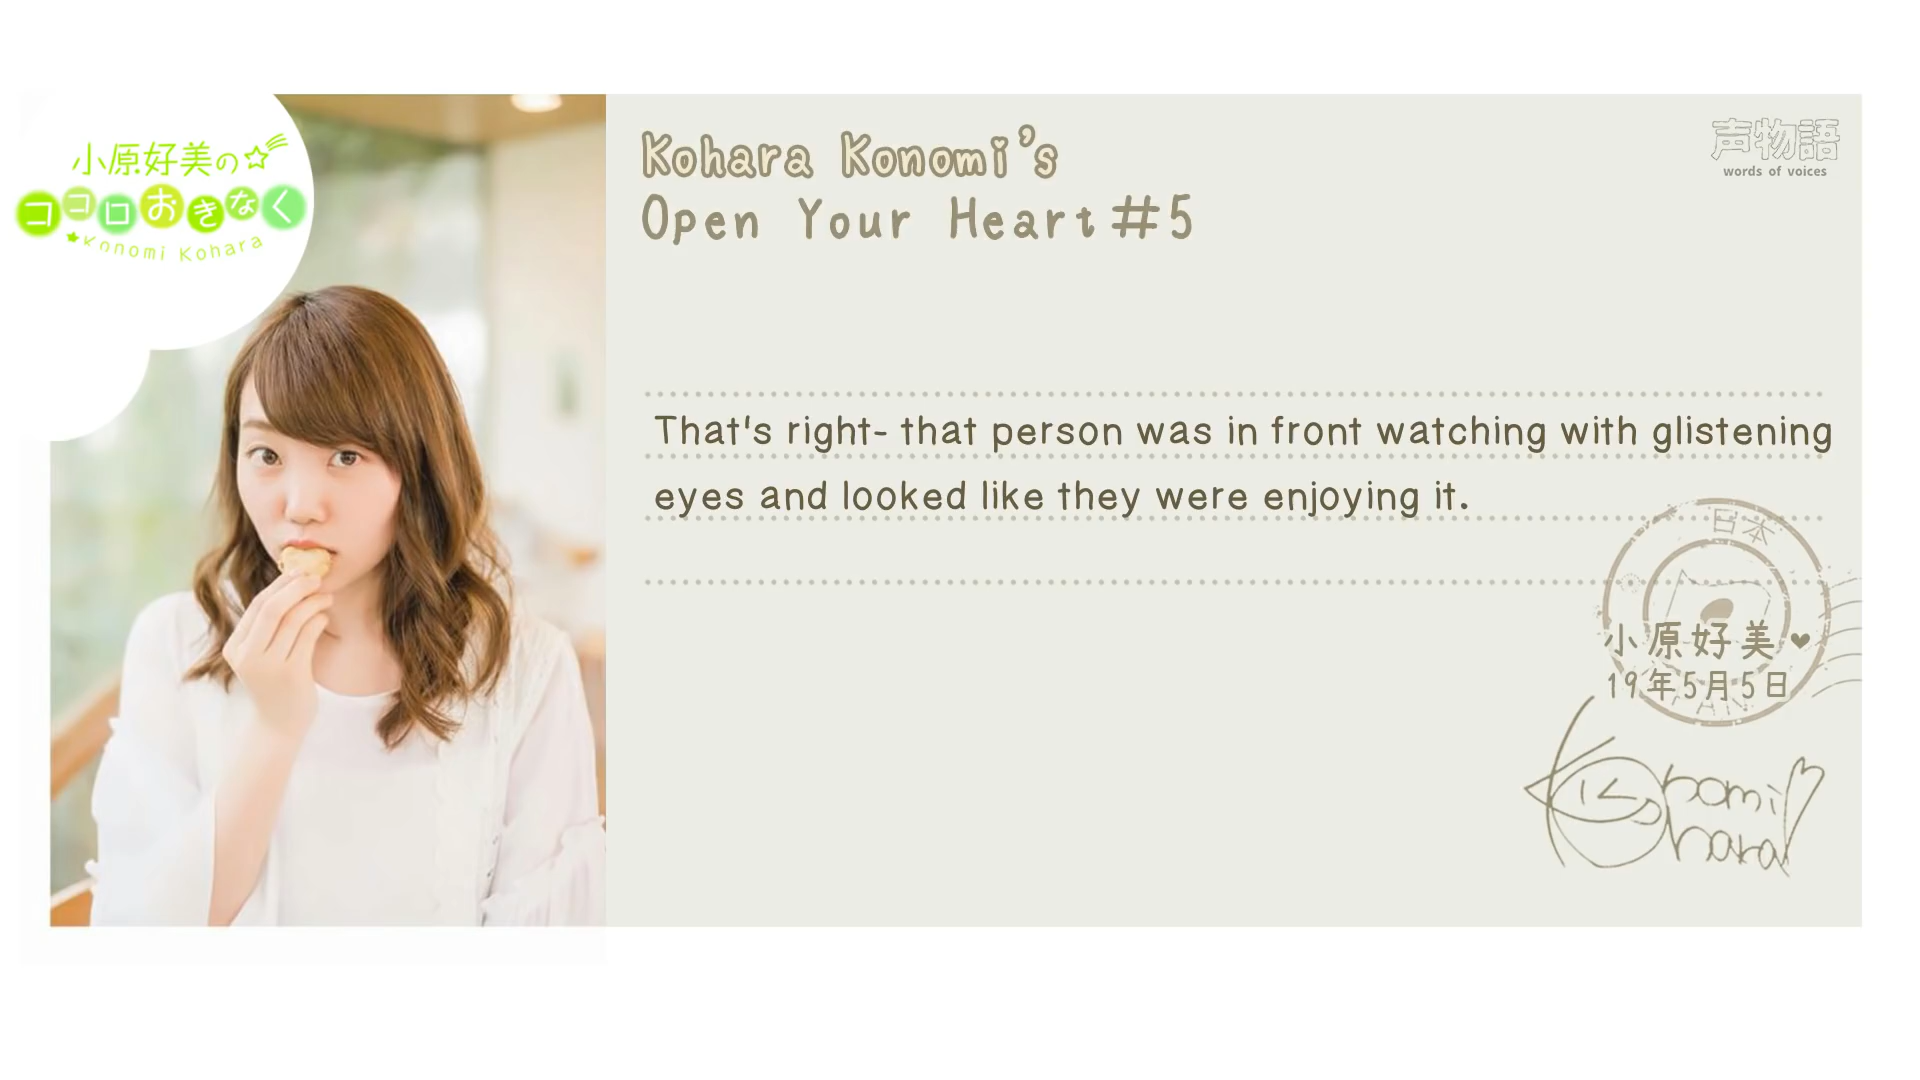 小原好美の
ココロおきなく
Konomi Kohara
Kohara Konomi's
Open Your Heart#5
声物語
words of voices
That's right- that person was in front watching with glistening
eyes and looked like they were enjoying it.
日本
小原好美
19年5月5日
Konomi
Kohara